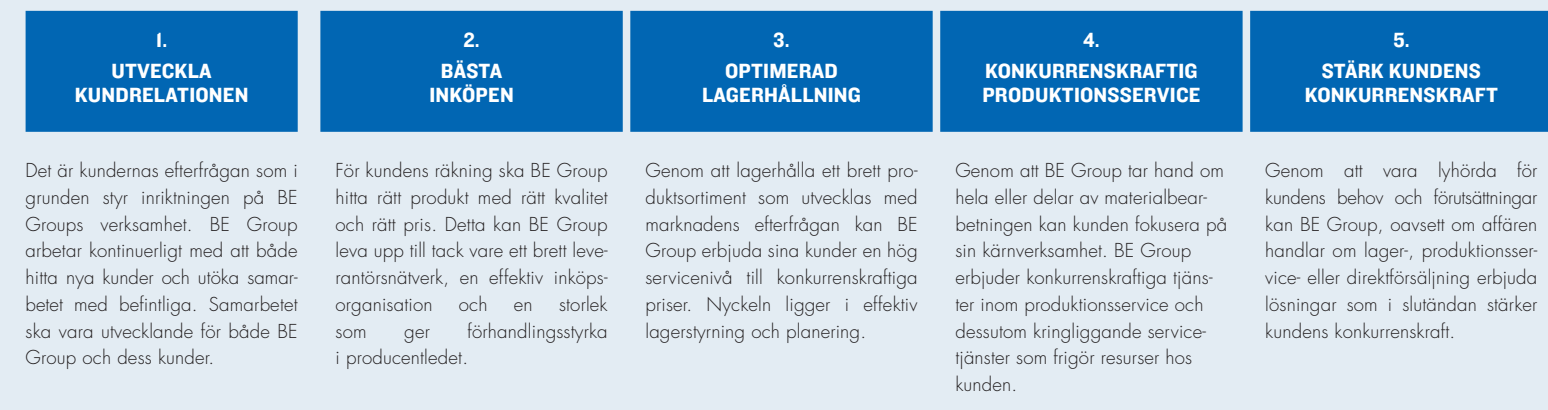 1.
UTVECKLA
KUNDRELATIONEN
Det är kundernas efterfrågan som i
grunden styr inriktningen på BE
Groups verksamhet. BE Group
arbetar kontinuerligt med att både
hitta nya kunder och utöka samar-
betet med befintliga. Samarbetet
ska vara utvecklande för både BE
Group och dess kunder.
2.
BÄSTA
INKÖPEN
För kundens räkning ska BE Group
hitta rätt produkt med rätt kvalitet
och rätt pris. Detta kan BE Group
leva upp till tack vare ett brett leve-
rantörsnätverk, en effektiv inköps-
organisation och en storlek
som ger förhandlingsstyrka
i producentledet.
3.
OPTIMERAD
LAGERHÅLLNING
Genom att lagerhålla ett brett pro-
duktsortiment som utvecklas med
marknadens efterfrågan kan BE
Group erbjuda sina kunder en hög
servicenivå till konkurrenskraftiga
priser. Nyckeln ligger i effektiv
lagerstyrning och planering.
4.
KONKURRENSKRAFTIG
PRODUKTIONSSERVICE
Genom att BE Group tar hand om
hela eller delar av materialbear-
betningen kan kunden fokusera på
sin kärnverksamhet. BE Group
erbjuder konkurrenskraftiga tjäns-
ter inom produktionsservice och
dessutom kringliggande service-
tjänster som frigör resurser hos
kunden.
5.
STÄRK KUNDENS
KONKURRENSKRAFT
Genom att vara lyhörda för
kundens behov och förutsättningar
kan BE Group, oavsett om affären
handlar om lager-, produktionsser-
vice- eller direktförsäljning erbjuda
lösningar som i slutändan stärker
kundens konkurrenskraft.